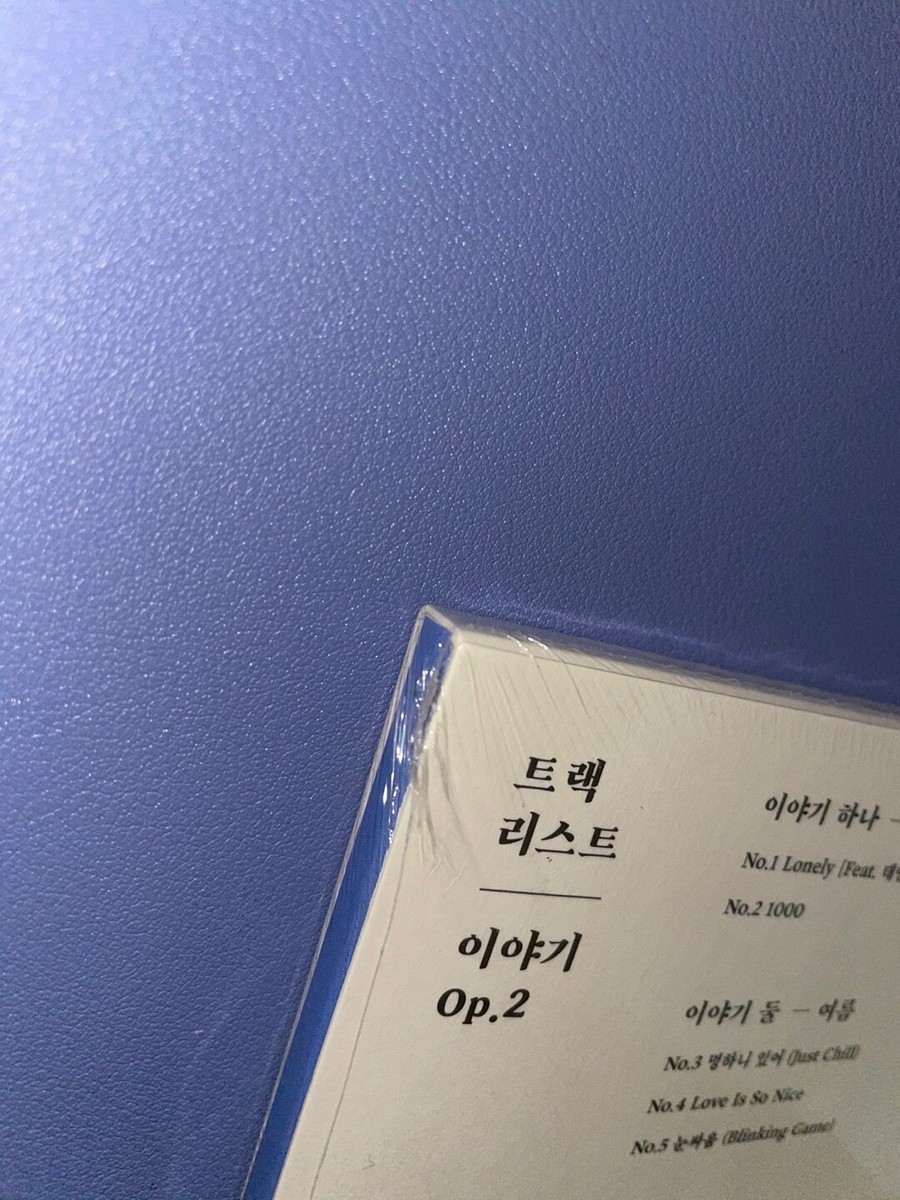 트랙
리스트
이야기
Op.2
이야기 하나 —
No.1 Lonely [Feat.
No.2 1000
이야기 둘 — 여름
No.3 멍하니 있어 (Just Chill)
No.4 Love Is So Nice
No.5 눈싸움 (Blinking Game)